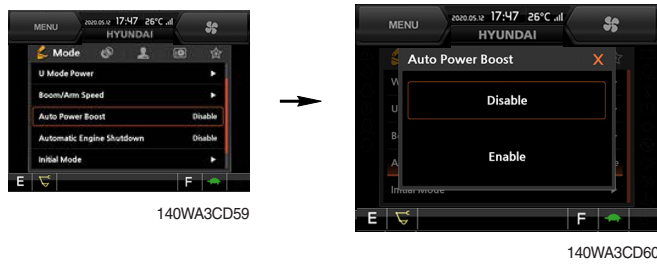 MENU
2020.05.12 17:47 26°C
HYUNDAI
Mode
U Mode Power
Boom/Arm Speed
Auto Power Boost Disable
Automatic Engine Shutdown Disable
Initial Mode
E F
140WA3CD59
MENU
2020.05.12 17:47 26°C
HYUNDAI
Auto Power Boost X
Disable
Enable
Initial Mode
E F
140WA3CD60